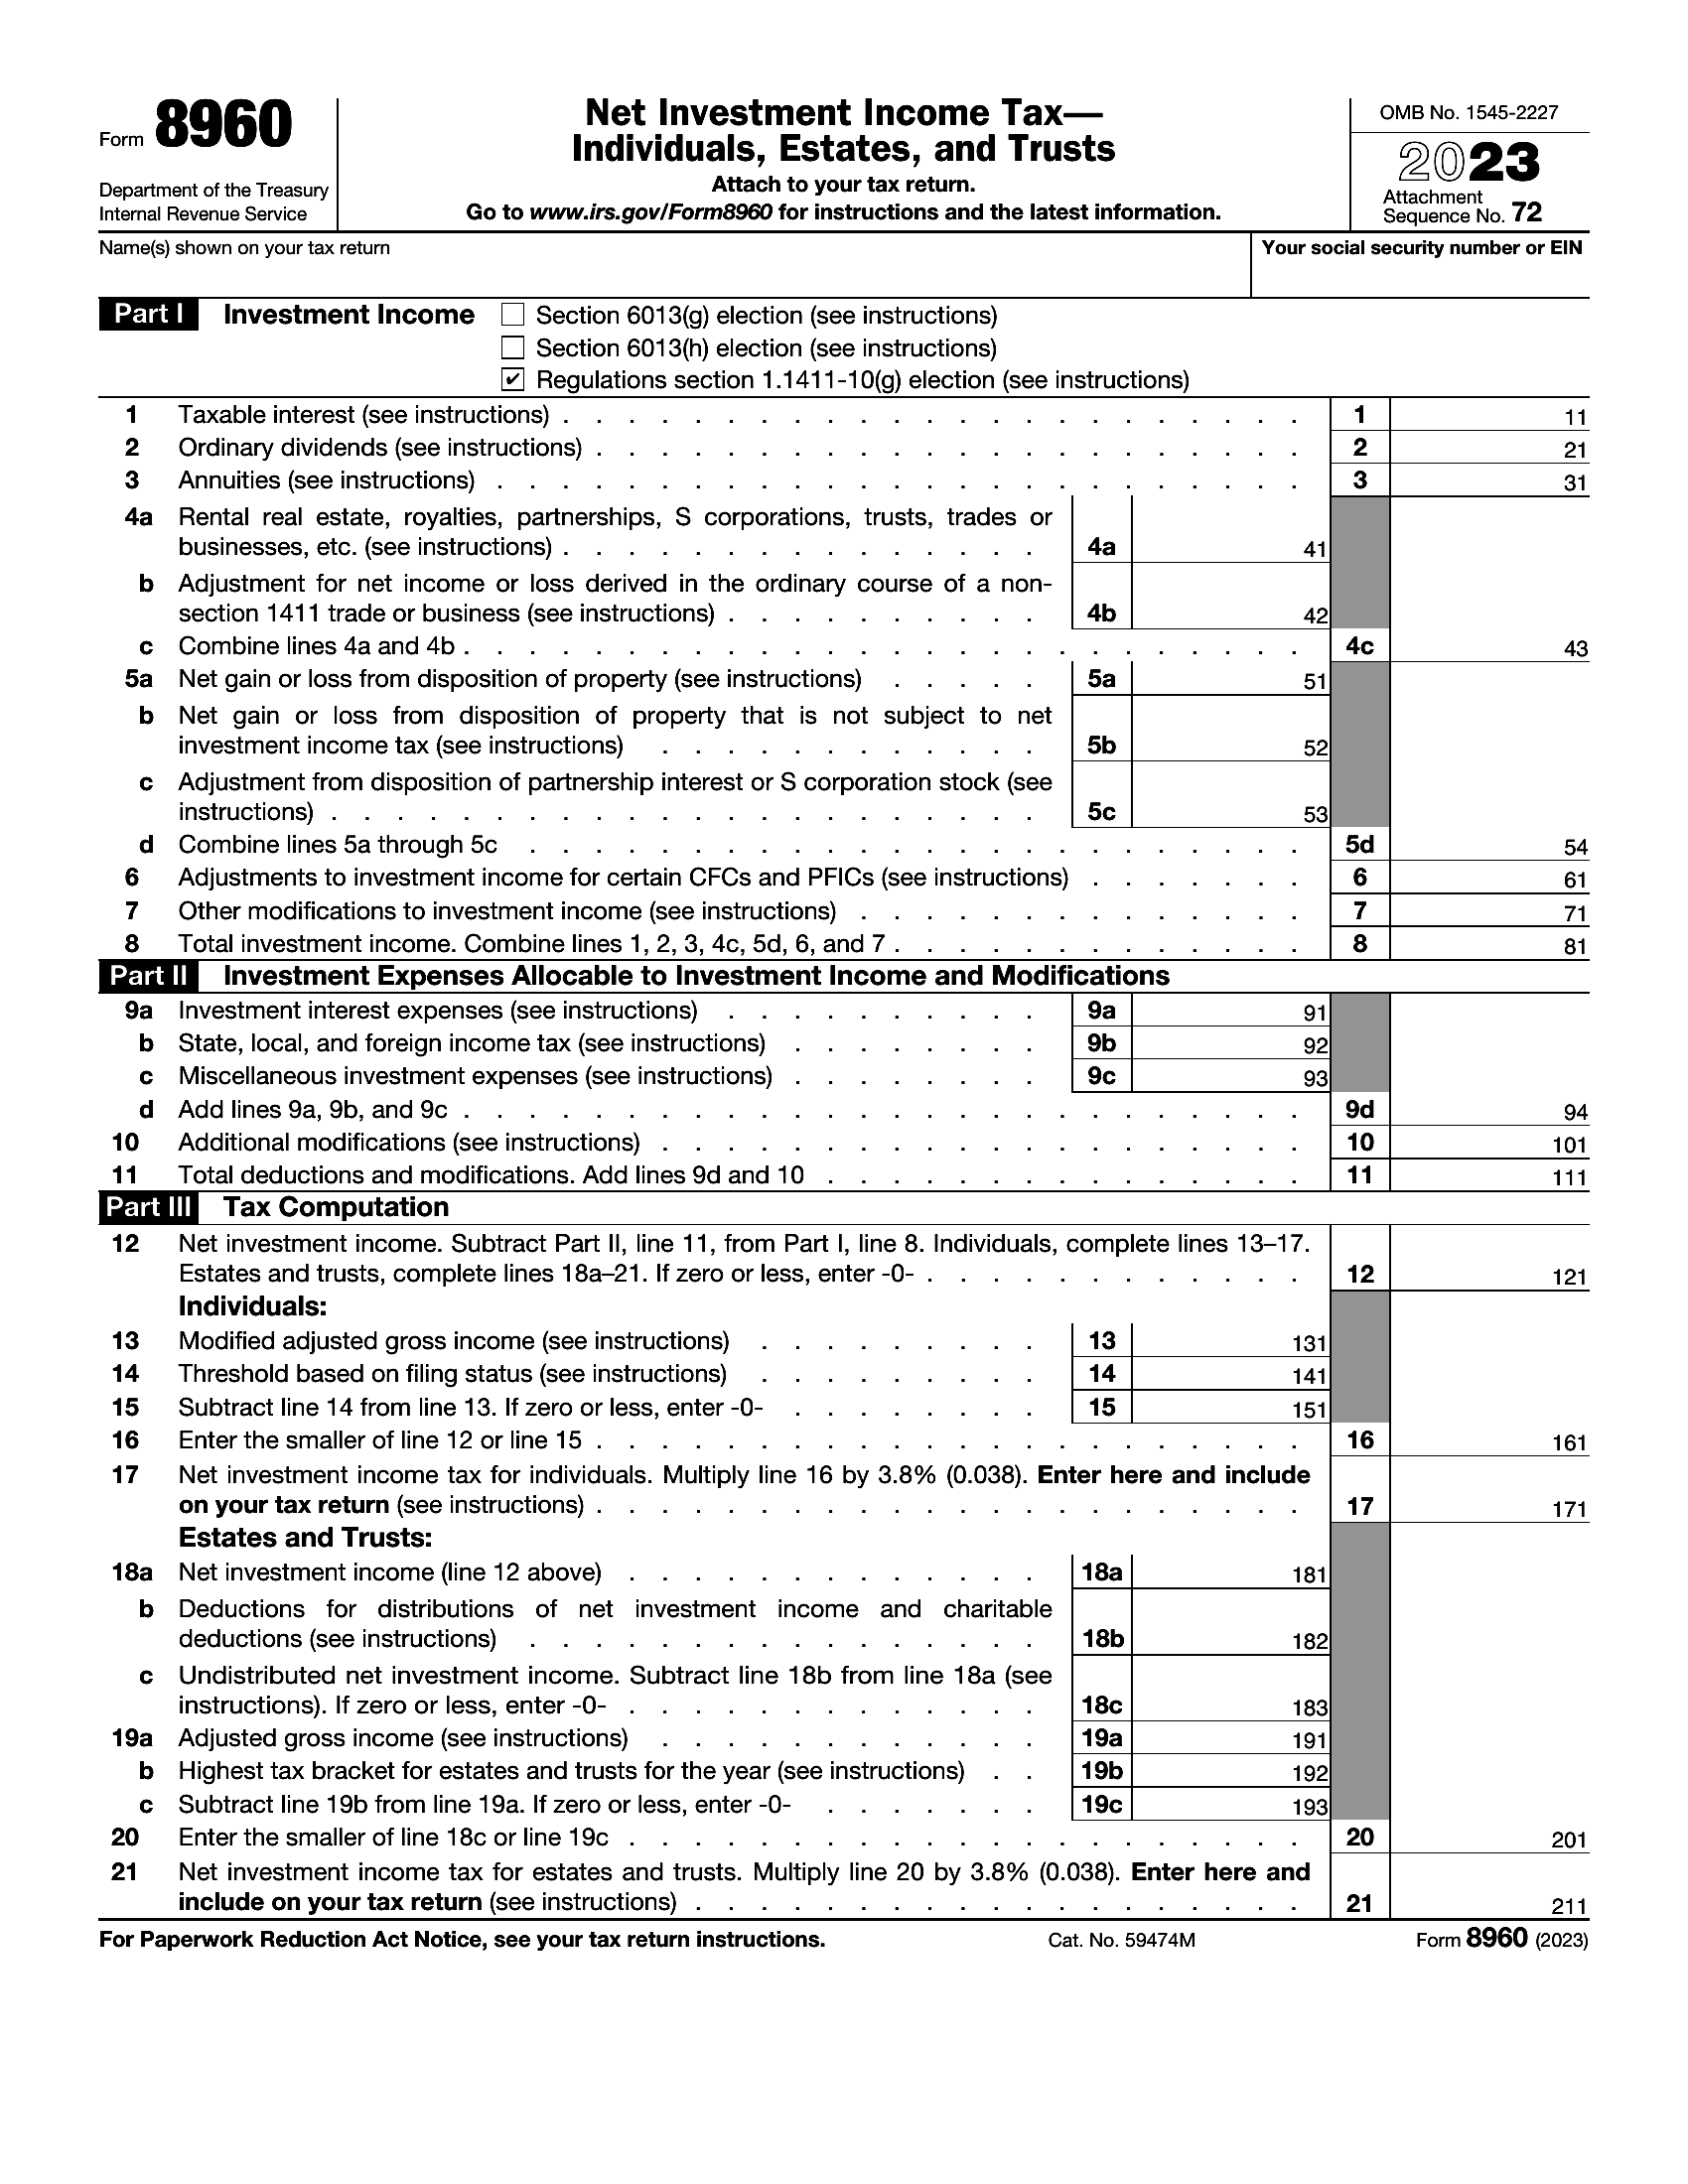 Form 8960
Department of the Treasury
Internal Revenue Service
Net Investment Income Tax—
Individuals, Estates, and Trusts
Attach to your tax return.
Go to www.irs.gov/Form8960 for instructions and the latest information.
OMB No. 1545-2227
2023
Attachment
Sequence No. 72
Name(s) shown on your tax return
Your social security number or EIN
Part I Investment Income ☐ Section 6013(g) election (see instructions)
☐ Section 6013(h) election (see instructions)
☑ Regulations section 1.1411-10(g) election (see instructions)
1 Taxable interest (see instructions) . . . . . . . . . . . . . . . . . . . . . . . 1 11
2 Ordinary dividends (see instructions) . . . . . . . . . . . . . . . . . . . . . . 2 21
3 Annuities (see instructions) . . . . . . . . . . . . . . . . . . . . . . . . . 3 31
4a Rental real estate, royalties, partnerships, S corporations, trusts, trades or
businesses, etc. (see instructions) . . . . . . . . . . . . . . . 4a 41
b Adjustment for net income or loss derived in the ordinary course of a non-
section 1411 trade or business (see instructions) . . . . . . . . . . 4b 42
c Combine lines 4a and 4b . . . . . . . . . . . . . . . . . . . . . . . . . . 4c 43
5a Net gain or loss from disposition of property (see instructions) . . . . . 5a 51
b Net gain or loss from disposition of property that is not subject to net
investment income tax (see instructions) . . . . . . . . . . . . 5b 52
c Adjustment from disposition of partnership interest or S corporation stock (see
instructions) . . . . . . . . . . . . . . . . . . . . . . 5c 53
d Combine lines 5a through 5c . . . . . . . . . . . . . . . . . . . . . . . . 5d 54
6 Adjustments to investment income for certain CFCs and PFICs (see instructions) . . . . . . . 6 61
7 Other modifications to investment income (see instructions) . . . . . . . . . . . . . . 7 71
8 Total investment income. Combine lines 1, 2, 3, 4c, 5d, 6, and 7 . . . . . . . . . . . . . 8 81
Part II Investment Expenses Allocable to Investment Income and Modifications
9a Investment interest expenses (see instructions) . . . . . . . . . . 9a 91
b State, local, and foreign income tax (see instructions) . . . . . . . . 9b 92
c Miscellaneous investment expenses (see instructions) . . . . . . . . 9c 93
d Add lines 9a, 9b, and 9c . . . . . . . . . . . . . . . . . . . . . . . . . . 9d 94
10 Additional modifications (see instructions) . . . . . . . . . . . . . . . . . . . . 10 101
11 Total deductions and modifications. Add lines 9d and 10 . . . . . . . . . . . . . . . 11 111
Part III Tax Computation
12 Net investment income. Subtract Part II, line 11, from Part I, line 8. Individuals, complete lines 13–17.
Estates and trusts, complete lines 18a–21. If zero or less, enter -0- . . . . . . . . . . . . 12 121
Individuals:
13 Modified adjusted gross income (see instructions) . . . . . . . . . 13 131
14 Threshold based on filing status (see instructions) . . . . . . . . . 14 141
15 Subtract line 14 from line 13. If zero or less, enter -0- . . . . . . . . 15 151
16 Enter the smaller of line 12 or line 15 . . . . . . . . . . . . . . . . . . . . . . 16 161
17 Net investment income tax for individuals. Multiply line 16 by 3.8% (0.038). Enter here and include
on your tax return (see instructions) . . . . . . . . . . . . . . . . . . . . . . 17 171
Estates and Trusts:
18a Net investment income (line 12 above) . . . . . . . . . . . . . 18a 181
b Deductions for distributions of net investment income and charitable
deductions (see instructions) . . . . . . . . . . . . . . . . 18b 182
c Undistributed net investment income. Subtract line 18b from line 18a (see
instructions). If zero or less, enter -0- . . . . . . . . . . . . . 18c 183
19a Adjusted gross income (see instructions) . . . . . . . . . . . . 19a 191
b Highest tax bracket for estates and trusts for the year (see instructions) . . 19b 192
c Subtract line 19b from line 19a. If zero or less, enter -0- . . . . . . . 19c 193
20 Enter the smaller of line 18c or line 19c . . . . . . . . . . . . . . . . . . . . . 20 201
21 Net investment income tax for estates and trusts. Multiply line 20 by 3.8% (0.038). Enter here and
include on your tax return (see instructions) . . . . . . . . . . . . . . . . . . . 21 211
For Paperwork Reduction Act Notice, see your tax return instructions. Cat. No. 59474M Form 8960 (2023)